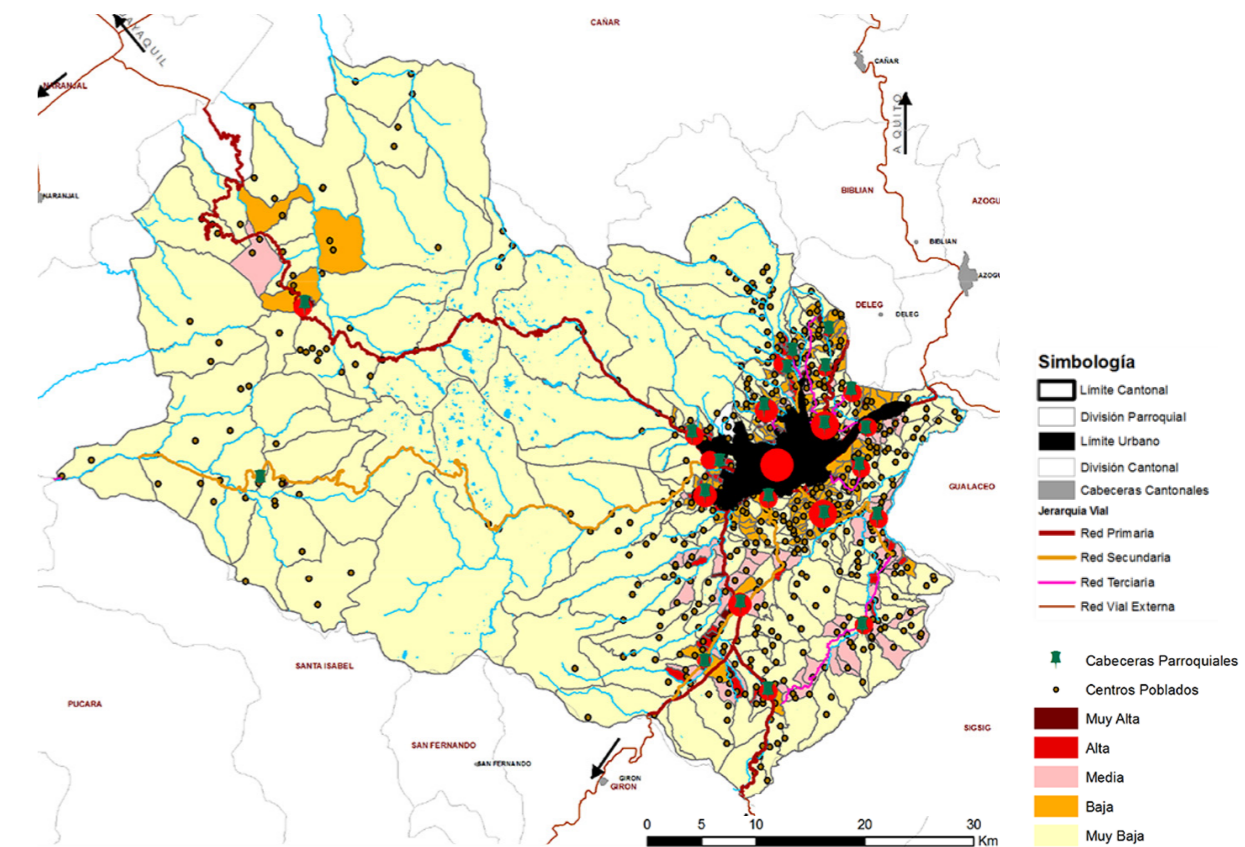 CAÑAR
GUAYAQUIL
CAÑAR
NARANJAL
A QUITO
NARANJAL
BIBLIAN
AZOGU
BIBLIAN
AZOGU
DELEG
DELEG
GUALACEO
SANTA ISABEL
PUCARA
SAN FERNANDO
SAN FERNANDO
SIGSIG
GIRON
GIRON
0 5 10 20 30
Km
Simbología
Límite Cantonal
División Parroquial
Límite Urbano
División Cantonal
Cabeceras Cantonales
Jerarquía Vial
Red Primaria
Red Secundaria
Red Terciaria
Red Vial Externa
Cabeceras Parroquiales
Centros Poblados
Muy Alta
Alta
Media
Baja
Muy Baja